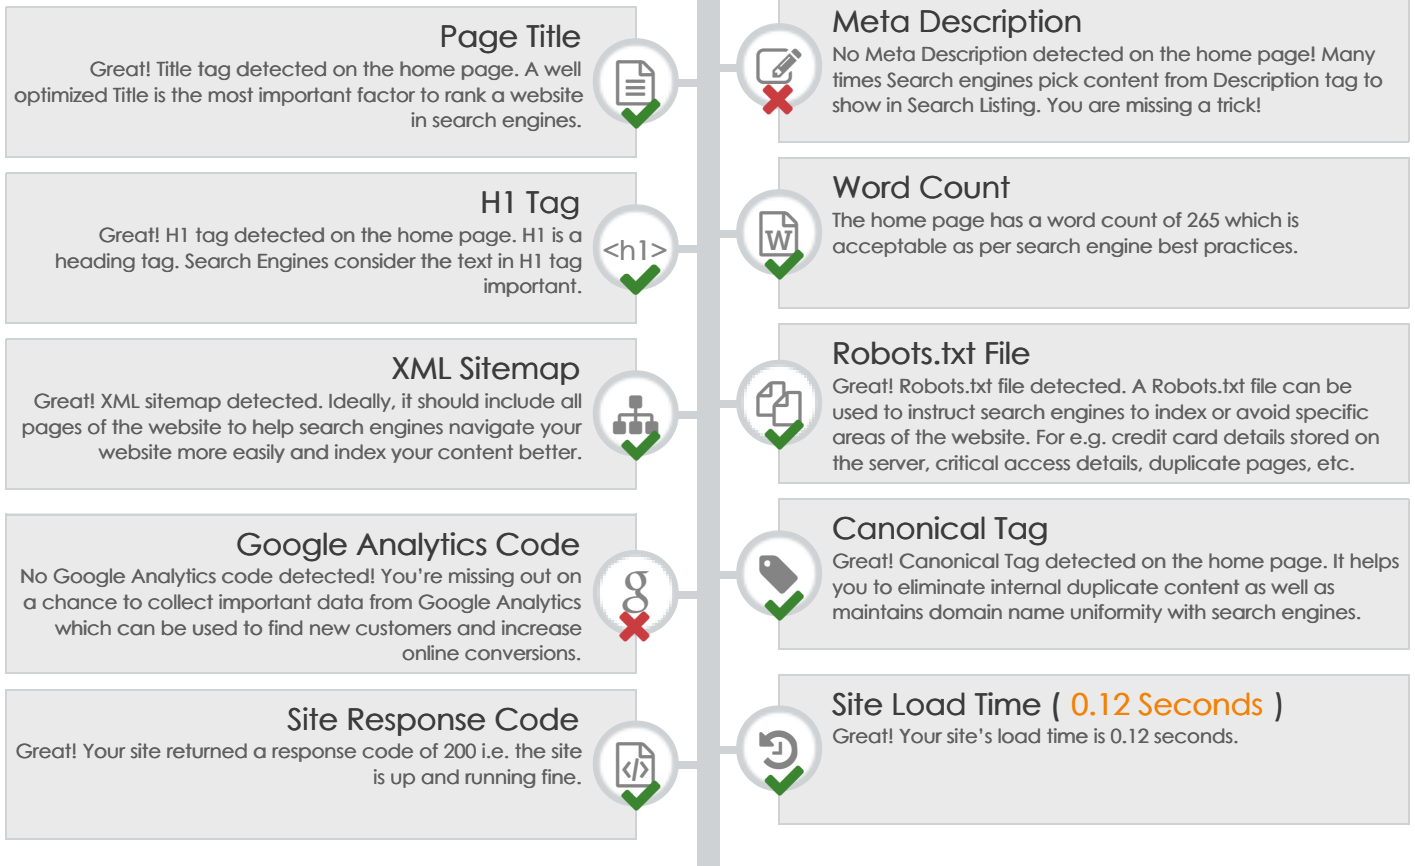 Page Title
Great! Title tag detected on the home page. A well
optimized Title is the most important factor to rank a website
in search engines.
Meta Description
No Meta Description detected on the home page! Many
times Search engines pick content from Description tag to
show in Search Listing. You are missing a trick!
H1 Tag
Great! H1 tag detected on the home page. H1 is a
heading tag. Search Engines consider the text in H1 tag
important.
<h1>
Word Count
The home page has a word count of 265 which is
acceptable as per search engine best practices.
W
XML Sitemap
Great! XML sitemap detected. Ideally, it should include all
pages of the website to help search engines navigate your
website more easily and index your content better.
Robots.txt File
Great! Robots.txt file detected. A Robots.txt file can be
used to instruct search engines to index or avoid specific
areas of the website. For e.g. credit card details stored on
the server, critical access details, duplicate pages, etc.
Google Analytics Code
No Google Analytics code detected! You’re missing out on
a chance to collect important data from Google Analytics
which can be used to find new customers and increase
online conversions.
g
Canonical Tag
Great! Canonical Tag detected on the home page. It helps
you to eliminate internal duplicate content as well as
maintains domain name uniformity with search engines.
Site Response Code
Great! Your site returned a response code of 200 i.e. the site
is up and running fine.
</>
Site Load Time ( 0.12 Seconds )
Great! Your site’s load time is 0.12 seconds.